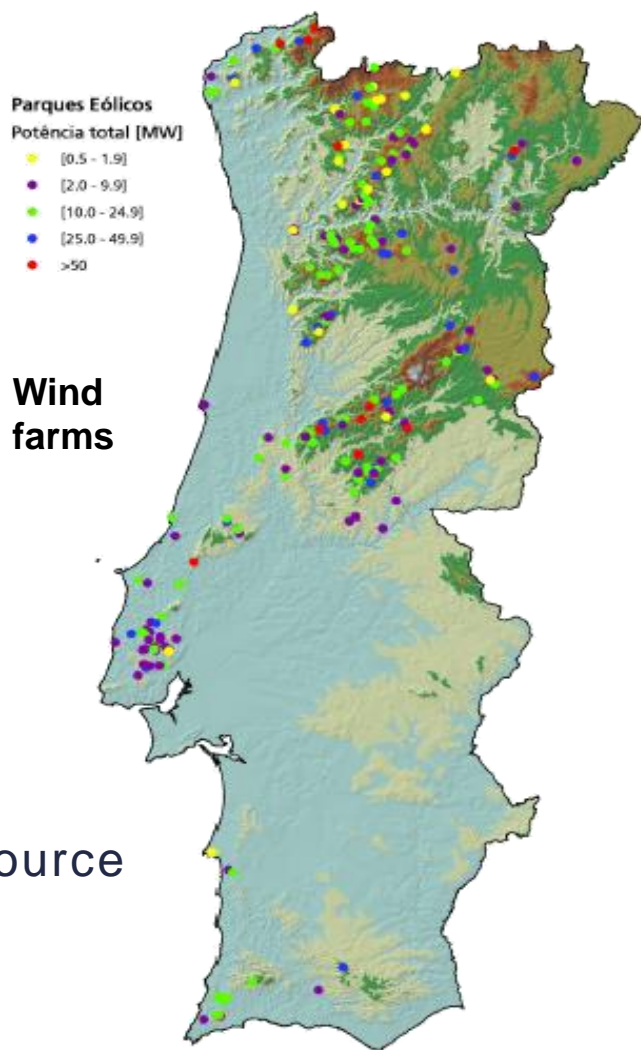 Parques Eólicos
Potência total [MW]
[0.5 - 1.9]
[2.0 - 9.9]
[10.0 - 24.9]
[25.0 - 49.9]
>50
Wind
farms
ource